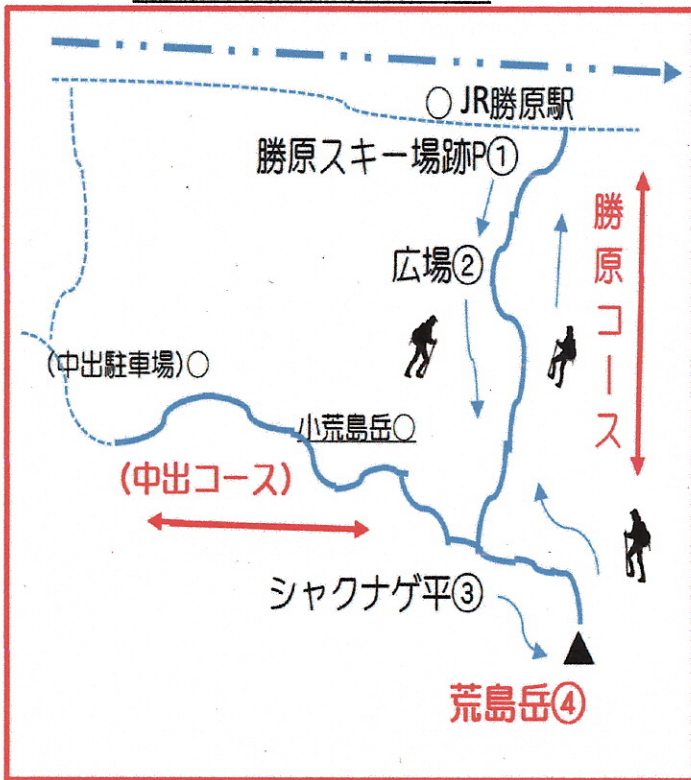 ○ JR勝原駅
勝原スキー場跡P①
広場②
勝原コース
(中出駐車場)○
小荒島岳○
(中出コース)
シャクナゲ平③
荒島岳④